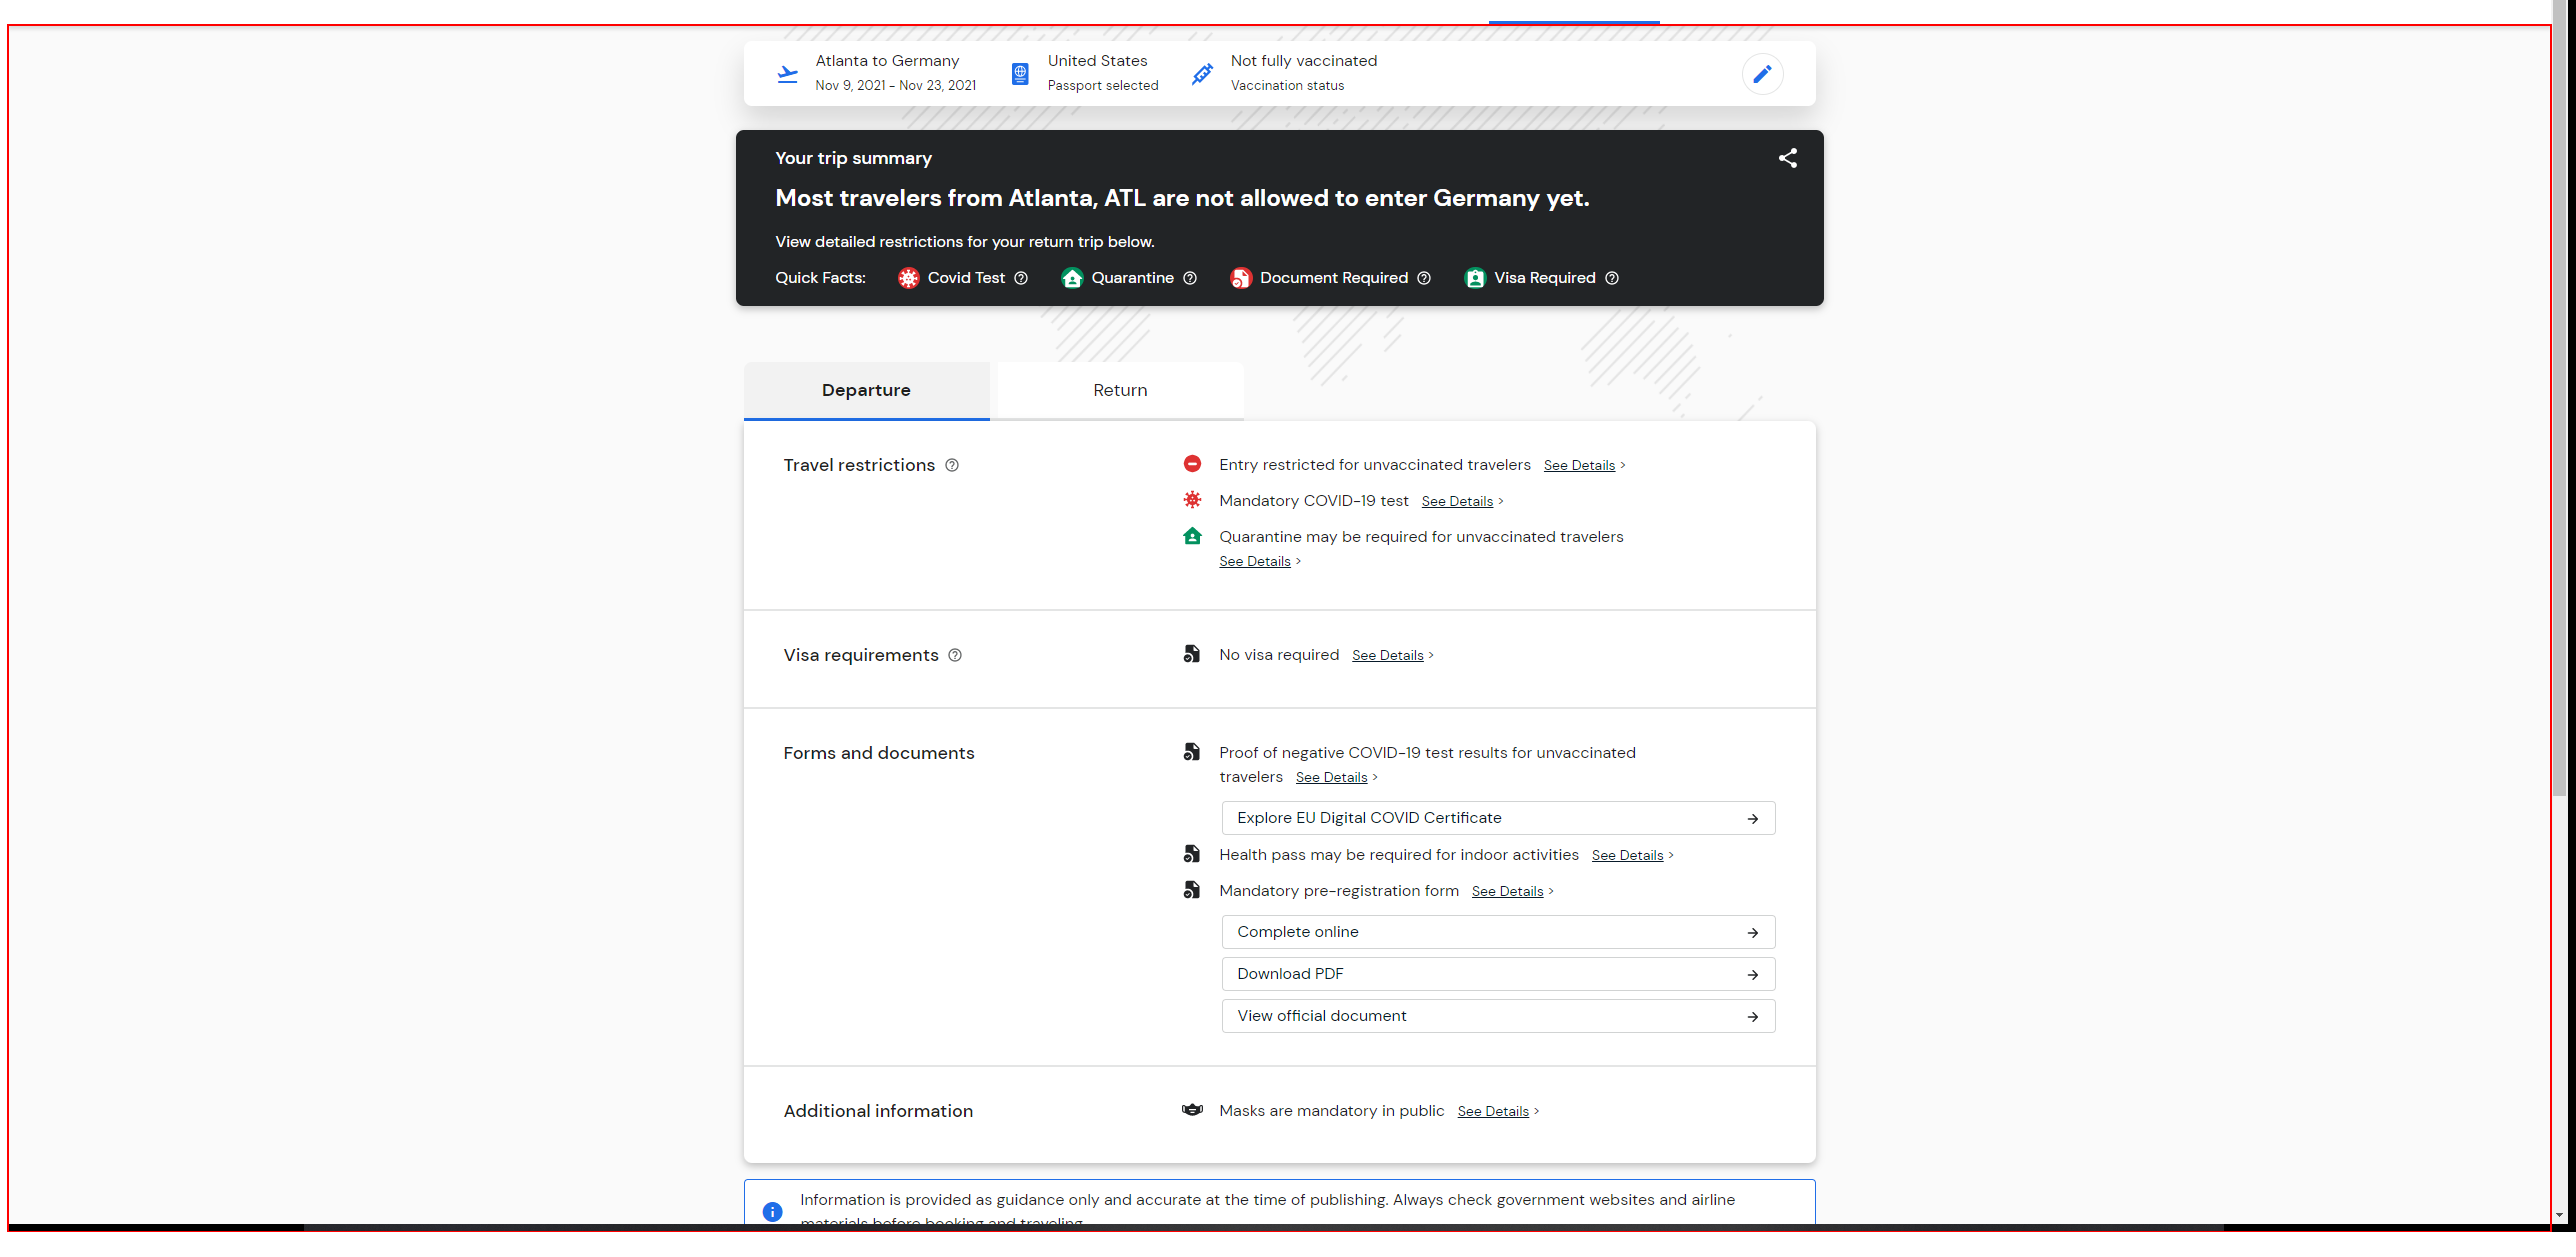 Atlanta to Germany
Nov 9, 2021 - Nov 23, 2021
United States
Passport selected
Not fully vaccinated
Vaccination status
Your trip summary
Most travelers from Atlanta, ATL are not allowed to enter Germany yet.
View detailed restrictions for your return trip below.
Quick Facts: Covid Test Quarantine Document Required Visa Required
Departure Return
Travel restrictions
Entry restricted for unvaccinated travelers See Details >
Mandatory COVID-19 test See Details >
Quarantine may be required for unvaccinated travelers
See Details >
Visa requirements
No visa required See Details >
Forms and documents
Proof of negative COVID-19 test results for unvaccinated
travelers See Details >
Explore EU Digital COVID Certificate
Health pass may be required for indoor activities See Details >
Mandatory pre-registration form See Details >
Complete online
Download PDF
View official document
Additional information
Masks are mandatory in public See Details >
Information is provided as guidance only and accurate at the time of publishing. Always check government websites and airline
materials before booking and traveling.